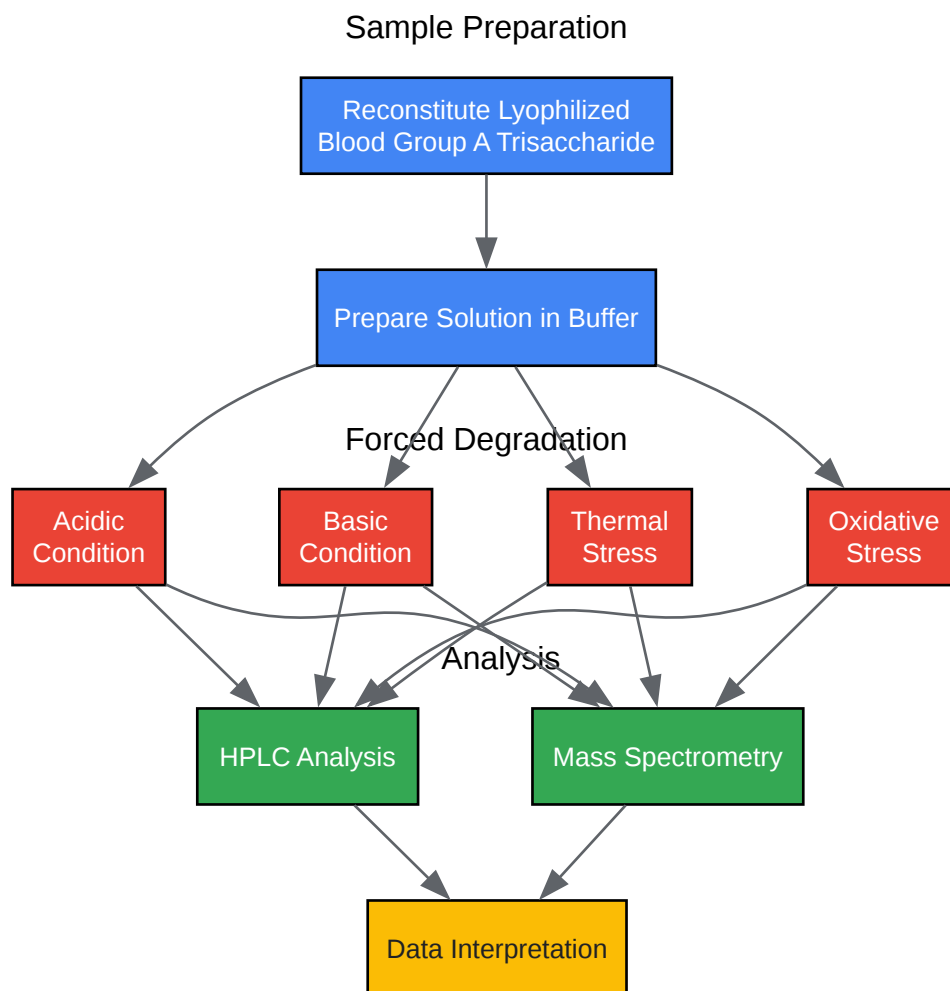 Sample Preparation
Reconstitute Lyophilized
Blood Group A Trisaccharide
Prepare Solution in Buffer
Forced Degradation
Acidic
Condition
Basic
Condition
Thermal
Stress
Oxidative
Stress
Analysis
HPLC Analysis
Mass Spectrometry
Data Interpretation